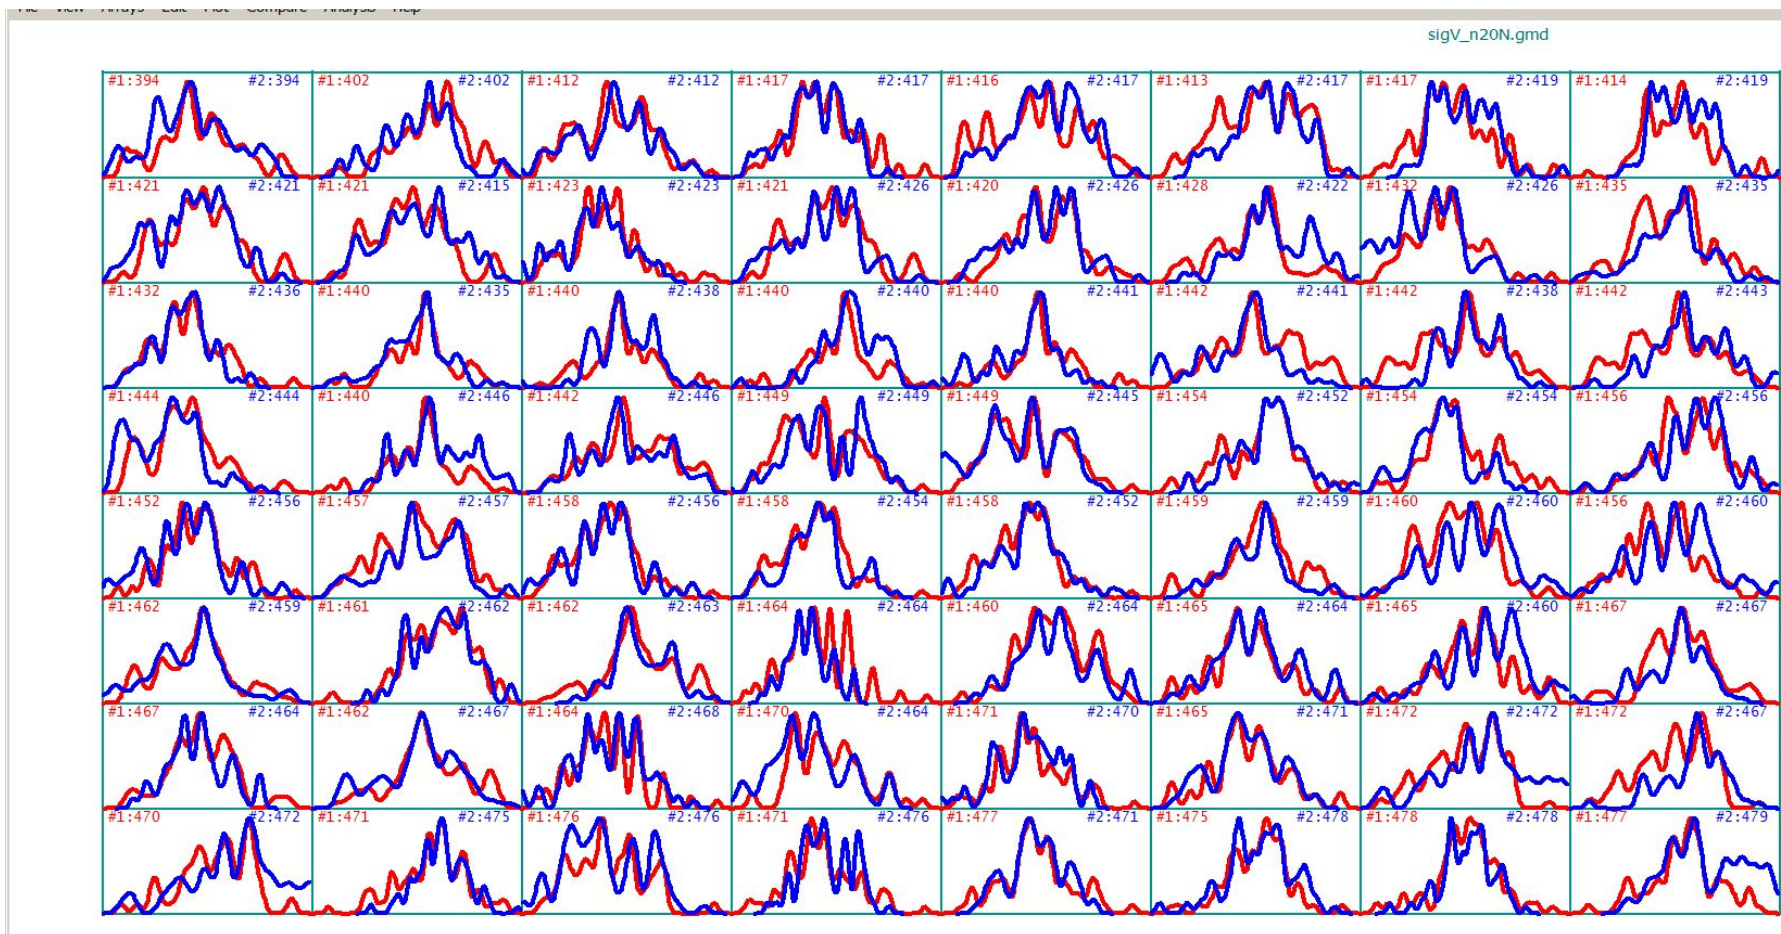 File View Arrays Edit Plot Compare Analysis Help
sigV_n20N.gmd
#1:394 #2:394 #1:402 #2:402 #1:412 #2:412 #1:417 #2:417 #1:416 #2:417 #1:413 #2:417 #1:417 #2:419 #1:414 #2:419
#1:421 #2:421 #1:421 #2:415 #1:423 #2:423 #1:421 #2:426 #1:420 #2:426 #1:428 #2:422 #1:432 #2:426 #1:435 #2:435
#1:432 #2:436 #1:440 #2:435 #1:440 #2:438 #1:440 #2:440 #1:440 #2:441 #1:442 #2:441 #1:442 #2:438 #1:442 #2:443
#1:444 #2:444 #1:440 #2:446 #1:442 #2:446 #1:449 #2:449 #1:449 #2:445 #1:454 #2:452 #1:454 #2:454 #1:456 #2:456
#1:452 #2:456 #1:457 #2:457 #1:458 #2:456 #1:458 #2:454 #1:458 #2:452 #1:459 #2:459 #1:460 #2:460 #1:456 #2:460
#1:462 #2:459 #1:461 #2:462 #1:462 #2:463 #1:464 #2:464 #1:460 #2:464 #1:465 #2:464 #1:465 #2:460 #1:467 #2:467
#1:467 #2:464 #1:462 #2:467 #1:464 #2:468 #1:470 #2:464 #1:471 #2:470 #1:465 #2:471 #1:472 #2:472 #1:472 #2:467
#1:470 #2:472 #1:471 #2:475 #1:476 #2:476 #1:471 #2:476 #1:477 #2:471 #1:475 #2:478 #1:478 #2:478 #1:477 #2:479